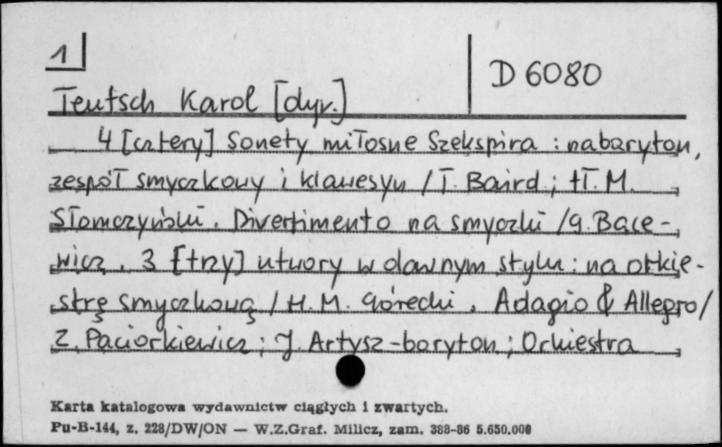 1
D 6080
Teutsch Karol [dyr.]
4 [cztery] Sonety miłosne Szekspira : na baryton,
zespół smyczkowy i klawesyn / T. Baird ; tł. M.
Słomczyński. Divertimento na smyczki / G. Bace-
wicz. 3 [trzy] utwory w dawnym stylu : na orkie-
strę smyczkową / H. M. Górecki. Adagio & Allegro /
Z. Paciorkiewicz ; J. Artysz - baryton ; Orkiestra
Karta katalogowa wydawnictw ciągłych i zwartych.
Pu-B-144, z. 228/DW/ON — W.Z.Graf. Milicz, zam. 388-86 5.650.000